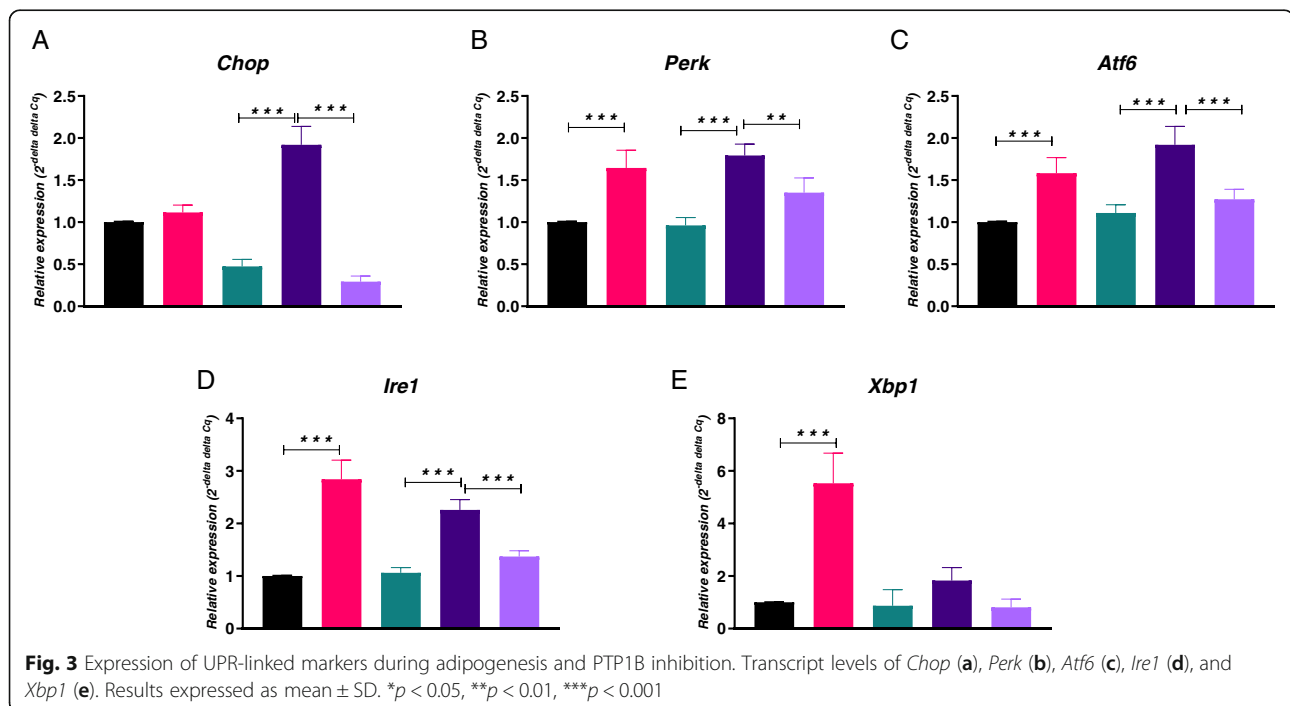 A
Chop
Relative expression (2^-delta delta Cq)
2.5
2.0
1.5
1.0
0.5
0.0
***
***
B
Perk
Relative expression (2^-delta delta Cq)
2.5
2.0
1.5
1.0
0.5
0.0
***
***
**
C
Atf6
Relative expression (2^-delta delta Cq)
2.5
2.0
1.5
1.0
0.5
0.0
***
***
***
D
Ire1
Relative expression (2^-delta delta Cq)
4
3
2
1
0
***
***
***
E
Xbp1
Relative expression (2^-delta delta Cq)
8
6
4
2
0
***
Fig. 3 Expression of UPR-linked markers during adipogenesis and PTP1B inhibition. Transcript levels of Chop (a), Perk (b), Atf6 (c), Ire1 (d), and
Xbp1 (e). Results expressed as mean ± SD. *p < 0.05, **p < 0.01, ***p < 0.001